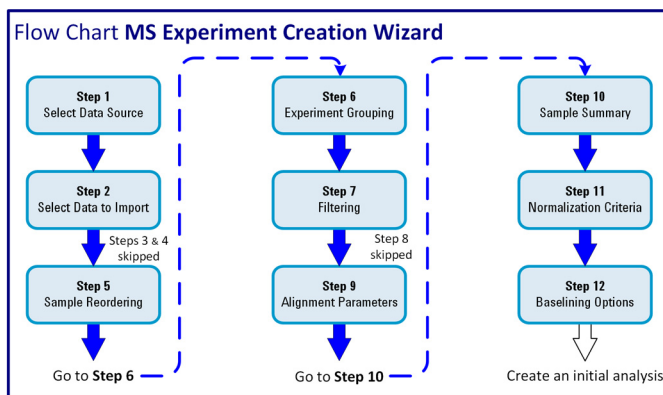 Flow Chart MS Experiment Creation Wizard
Step 1
Select Data Source
Step 2
Select Data to Import
Steps 3 & 4
skipped
Step 5
Sample Reordering
Go to Step 6
Step 6
Experiment Grouping
Step 7
Filtering
Step 8
skipped
Step 9
Alignment Parameters
Go to Step 10
Step 10
Sample Summary
Step 11
Normalization Criteria
Step 12
Baselining Options
Create an initial analysis